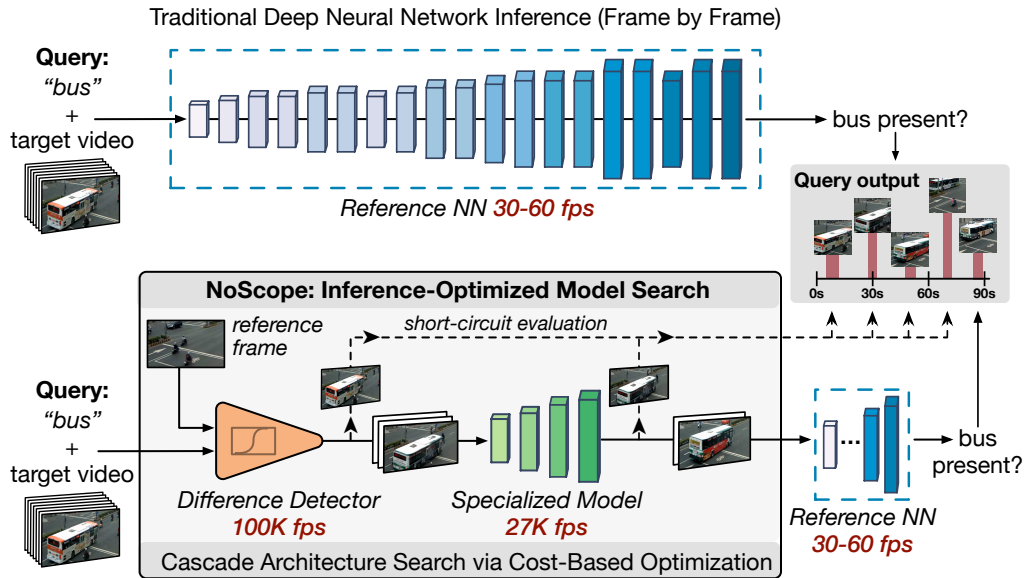 Traditional Deep Neural Network Inference (Frame by Frame)
Query:
"bus"
+
target video
bus present?
Reference NN 30-60 fps
Query output
0s 30s 60s 90s
NoScope: Inference-Optimized Model Search
reference
frame
short-circuit evaluation
Query:
"bus"
+
target video
...
bus
present?
Difference Detector
100K fps
Specialized Model
27K fps
Reference NN
30-60 fps
Cascade Architecture Search via Cost-Based Optimization